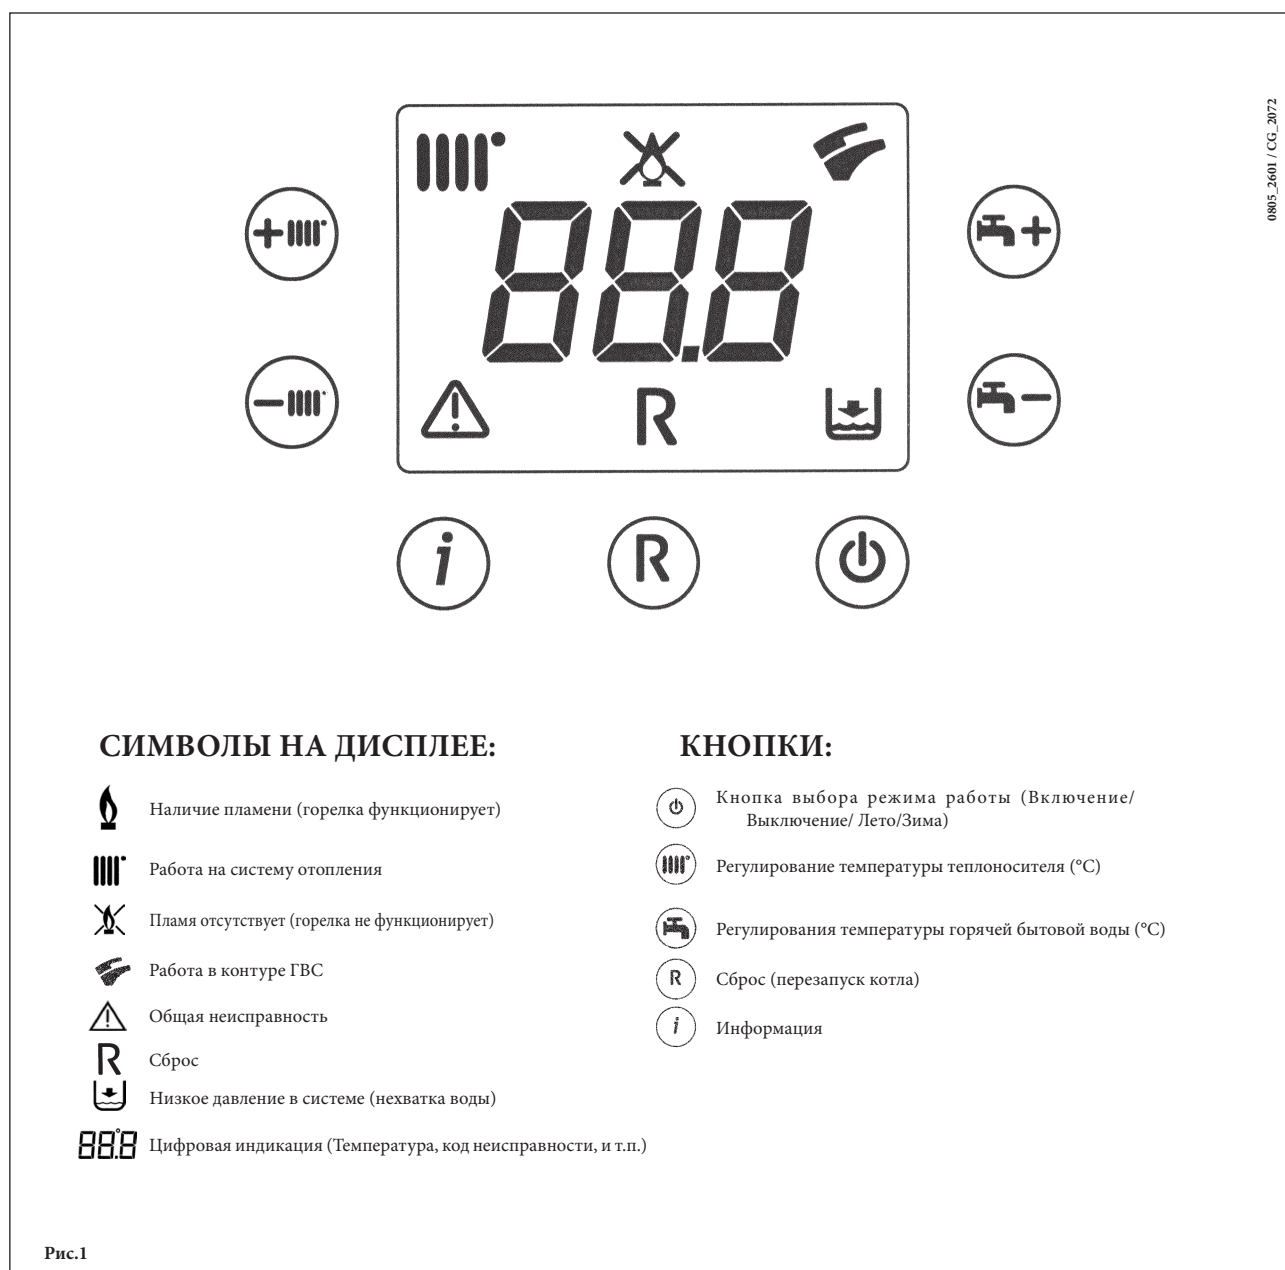 0805_2601 / CG_2072
88.8
R
i
R
СИМВОЛЫ НА ДИСПЛЕЕ:
Наличие пламени (горелка функционирует)
Работа на систему отопления
Пламя отсутствует (горелка не функционирует)
Работа в контуре ГВС
Общая неисправность
R Сброс
Низкое давление в системе (нехватка воды)
88.8 Цифровая индикация (Температура, код неисправности, и т.п.)
КНОПКИ:
Кнопка выбора режима работы (Включение/
Выключение/ Лето/Зима)
Регулирование температуры теплоносителя (°C)
Регулирования температуры горячей бытовой воды (°C)
R Сброс (перезапуск котла)
i Информация
Рис.1